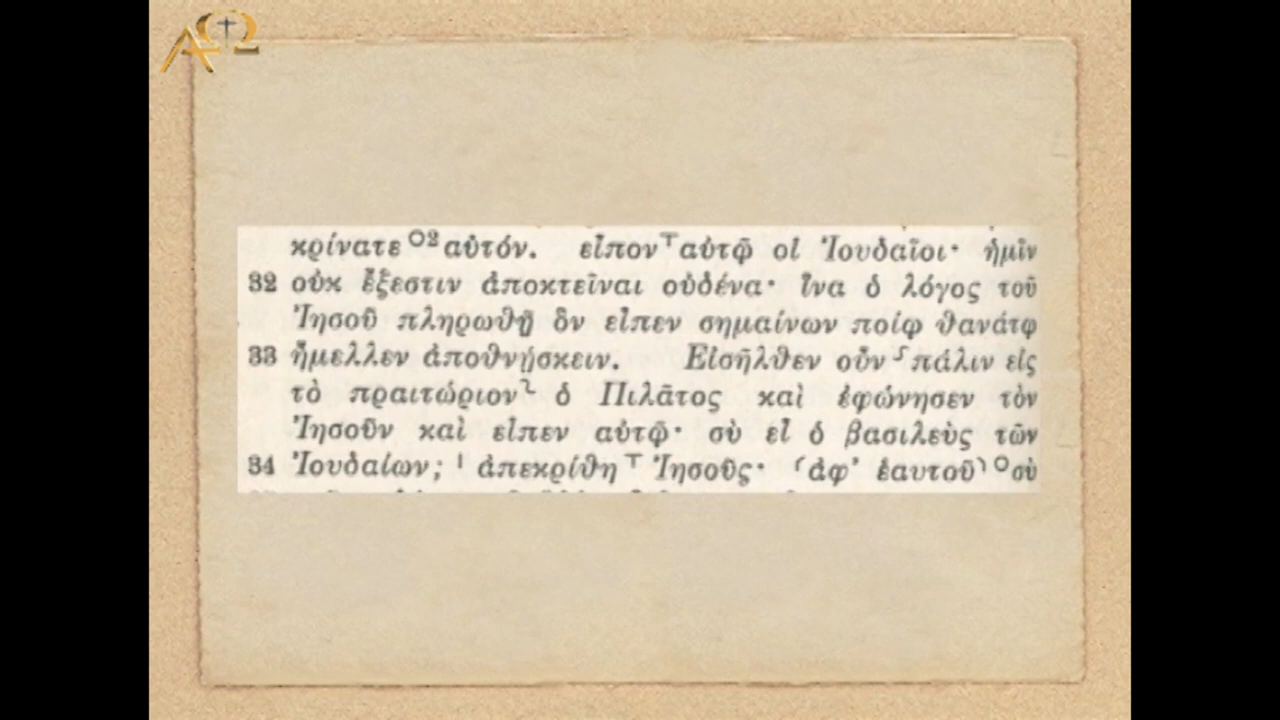 ΑΩ
κρίνατε ⸰² αὐτόν. εἶπον ⸆ αὐτῷ οἱ Ἰουδαῖοι· ἡμῖν
32 οὐκ ἔξεστιν ἀποκτεῖναι οὐδένα· ἵνα ὁ λόγος τοῦ
Ἰησοῦ πληρωθῇ ὃν εἶπεν σημαίνων ποίῳ θανάτῳ
33 ἤμελλεν ἀποθνῄσκειν. Εἰσῆλθεν οὖν ⸉ πάλιν εἰς
τὸ πραιτώριον ⸊ ὁ Πιλᾶτος καὶ ἐφώνησεν τὸν
Ἰησοῦν καὶ εἶπεν αὐτῷ· σὺ εἶ ὁ βασιλεὺς τῶν
34 Ἰουδαίων; ᛁ ἀπεκρίθη ⸆ Ἰησοῦς· ⸂ἀφ’ ἑαυτοῦ⸃ ⸰σὺ